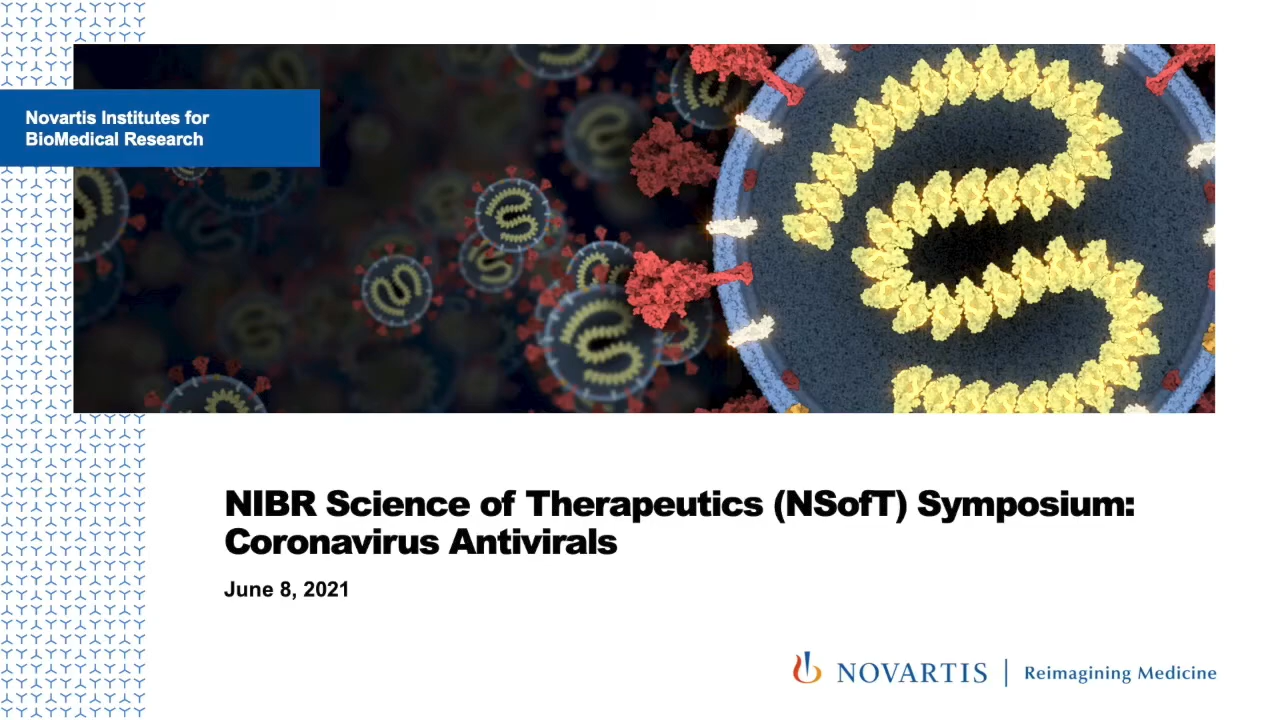 Novartis Institutes for
BioMedical Research
NIBR Science of Therapeutics (NSofT) Symposium:
Coronavirus Antivirals
June 8, 2021
NOVARTIS | Reimagining Medicine